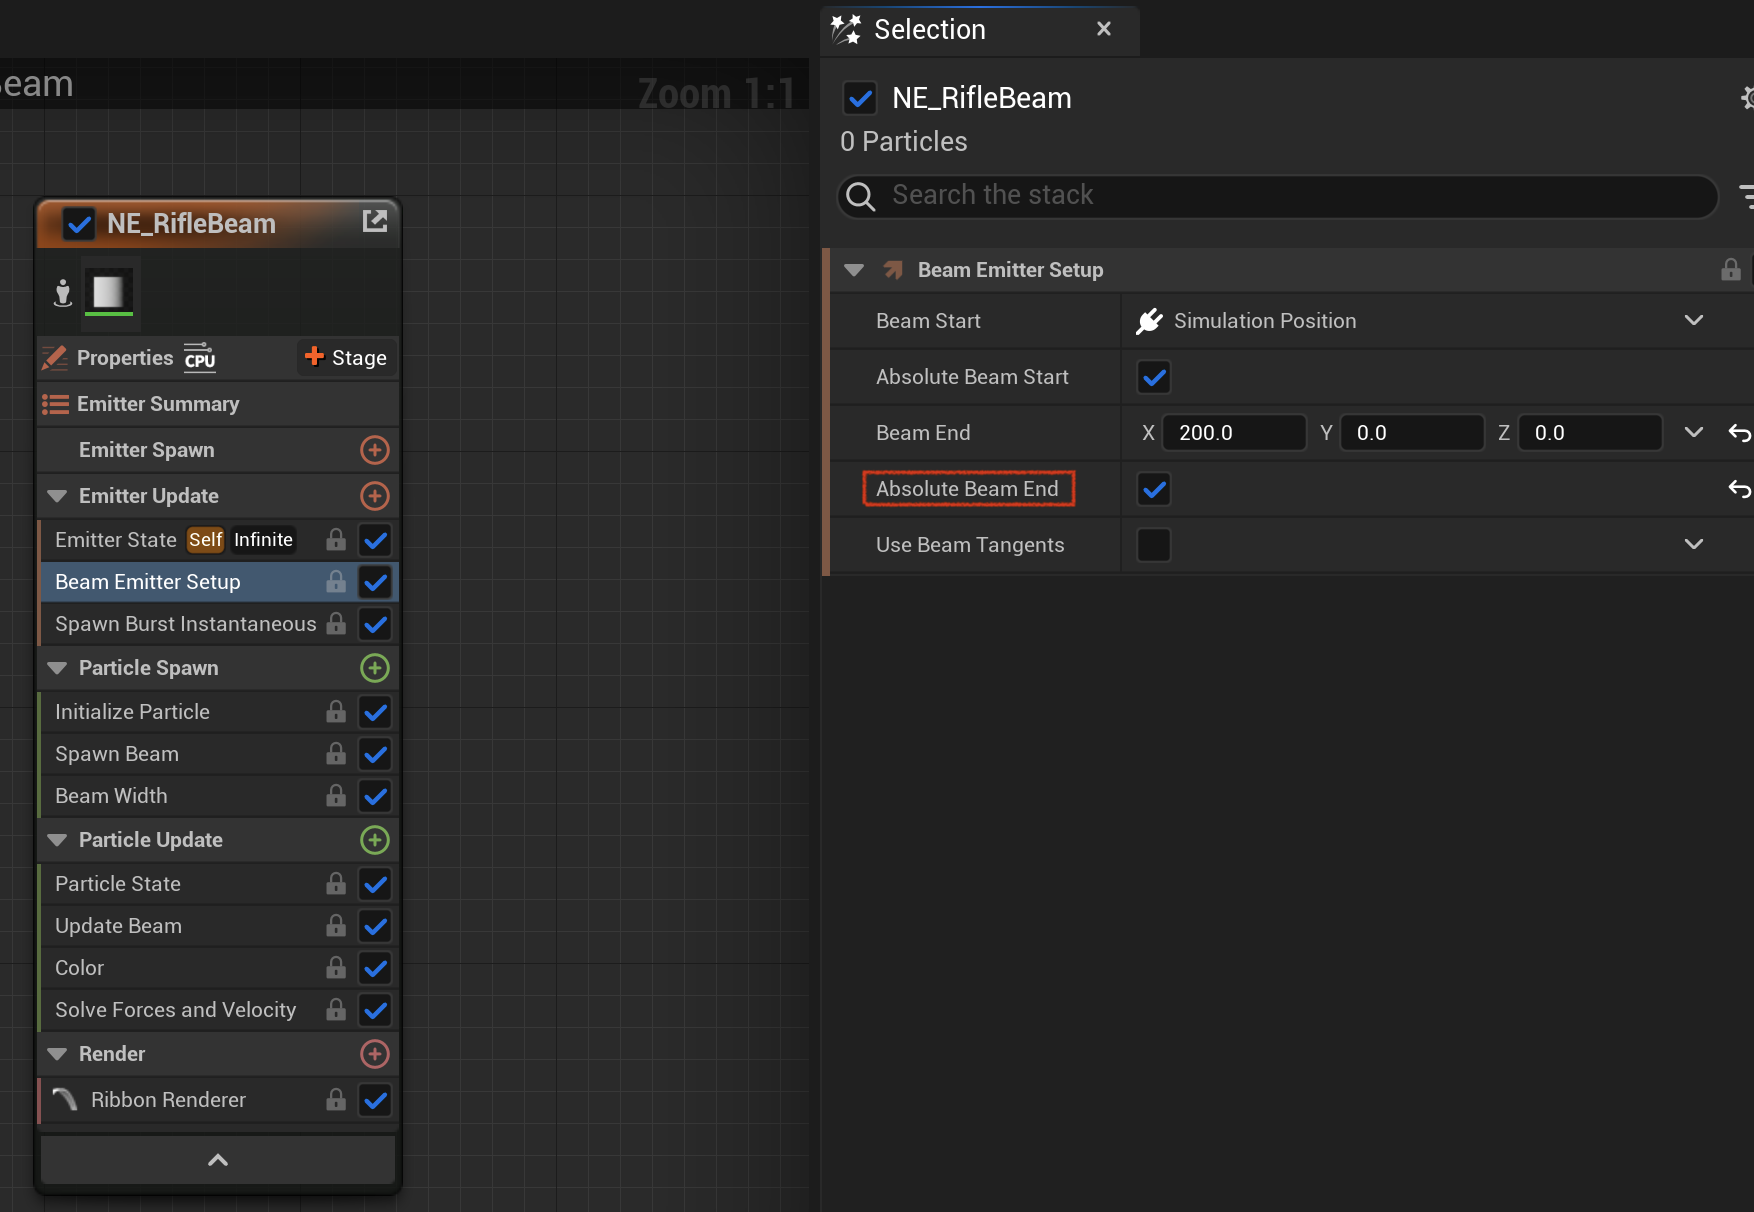 eam
Zoom 1:1
NE_RifleBeam
Properties CPU Stage
Emitter Summary
Emitter Spawn
Emitter Update
Emitter State Self Infinite
Beam Emitter Setup
Spawn Burst Instantaneous
Particle Spawn
Initialize Particle
Spawn Beam
Beam Width
Particle Update
Particle State
Update Beam
Color
Solve Forces and Velocity
Render
Ribbon Renderer
Selection
NE_RifleBeam
0 Particles
Search the stack
Beam Emitter Setup
Beam Start Simulation Position
Absolute Beam Start
Beam End X 200.0 Y 0.0 Z 0.0
Absolute Beam End
Use Beam Tangents